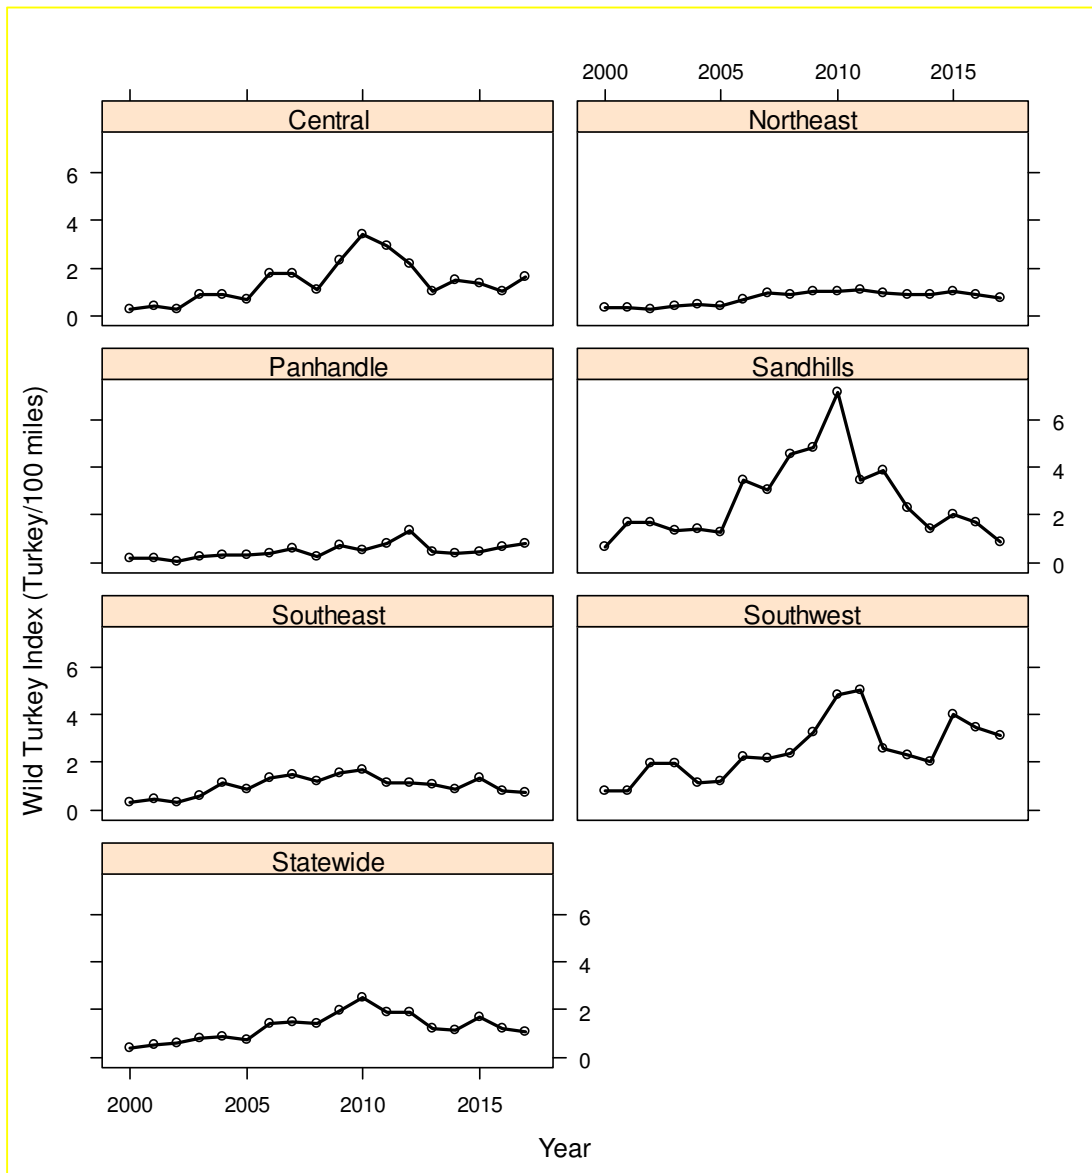 2000 2005 2010 2015
Central
Northeast
6
4
2
0
Panhandle
Sandhills
6
4
2
0
Southeast
Southwest
6
4
2
0
Statewide
6
4
2
0
2000 2005 2010 2015
Year
Wild Turkey Index (Turkey/100 miles)